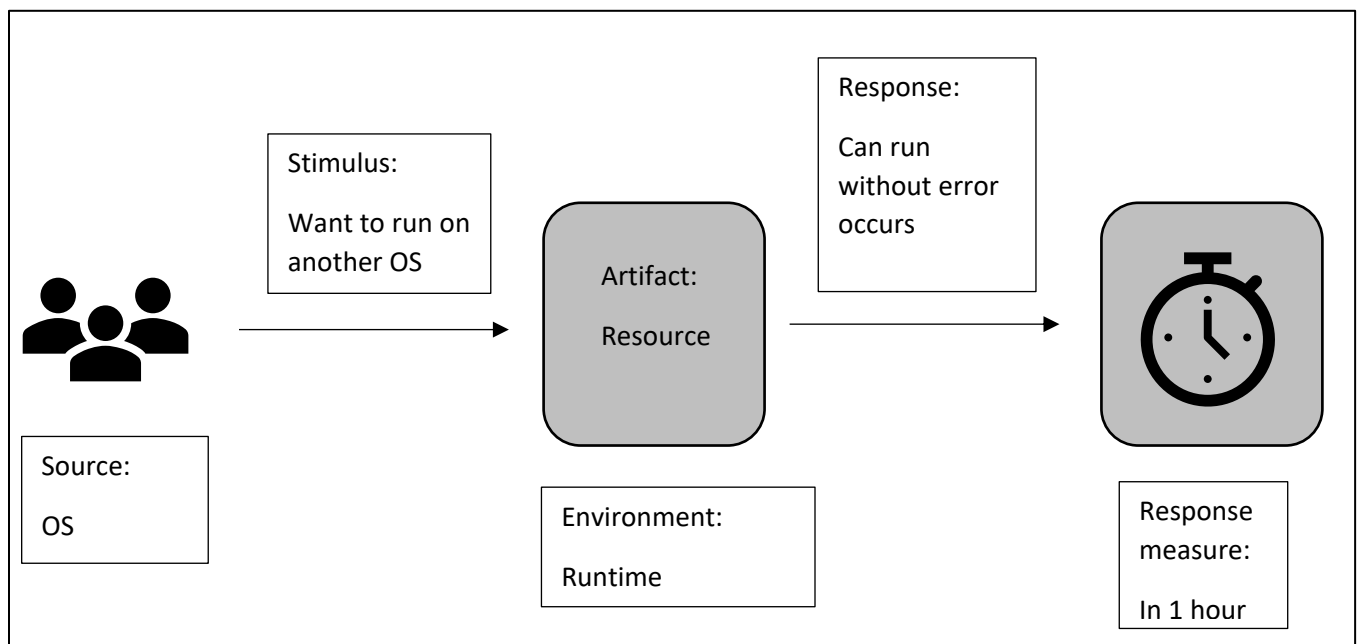 Source:
OS
Stimulus:
Want to run on
another OS
Artifact:
Resource
Environment:
Runtime
Response:
Can run
without error
occurs
Response
measure:
In 1 hour